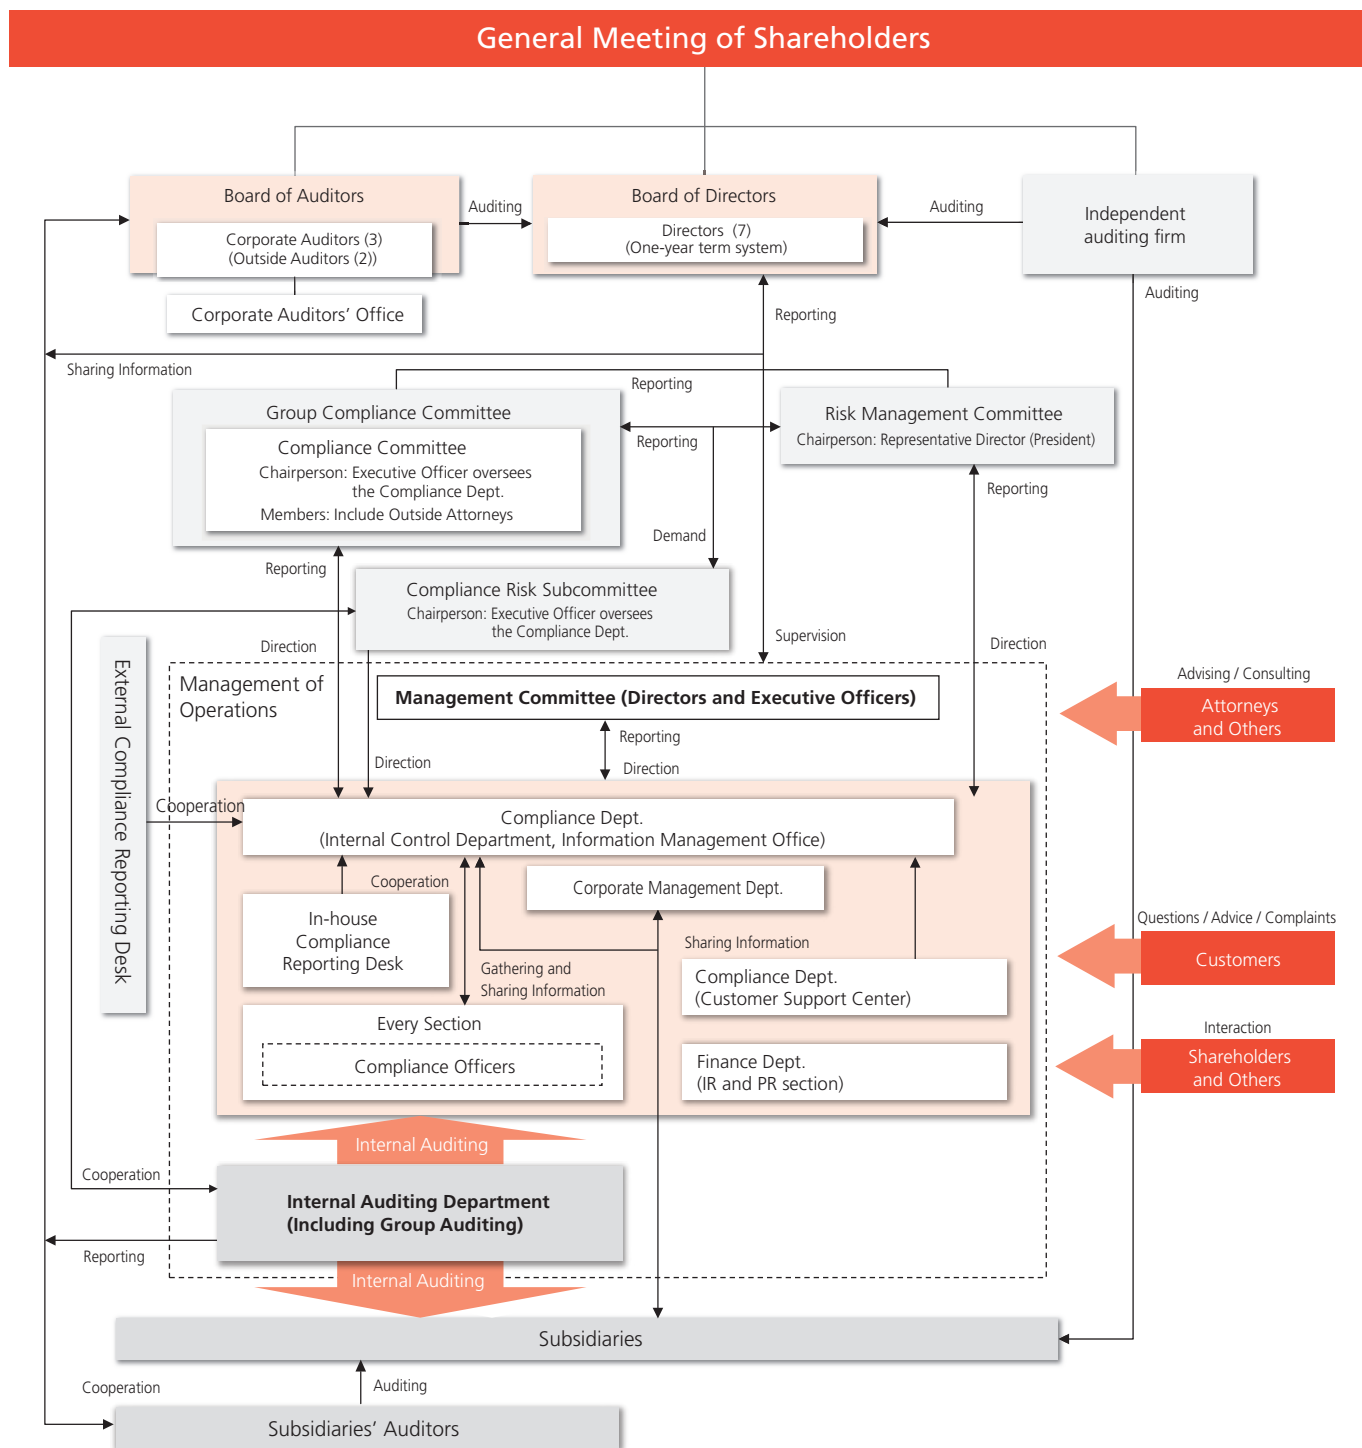 General Meeting of Shareholders
Board of Auditors
Corporate Auditors (3)
(Outside Auditors (2))
Corporate Auditors’ Office
Auditing
Board of Directors
Directors (7)
(One-year term system)
Auditing
Independent
auditing firm
Auditing
Reporting
Sharing Information
Reporting
Group Compliance Committee
Compliance Committee
Chairperson: Executive Officer oversees
the Compliance Dept.
Members: Include Outside Attorneys
Reporting
Risk Management Committee
Chairperson: Representative Director (President)
Reporting
Demand
Reporting
Compliance Risk Subcommittee
Chairperson: Executive Officer oversees
the Compliance Dept.
Direction
Supervision
Direction
External Compliance Reporting Desk
Management of
Operations
Management Committee (Directors and Executive Officers)
Reporting
Direction
Direction
Advising / Consulting
Attorneys
and Others
Cooperation
Compliance Dept.
(Internal Control Department, Information Management Office)
Cooperation
Corporate Management Dept.
In-house
Compliance
Reporting Desk
Gathering and
Sharing Information
Sharing Information
Compliance Dept.
(Customer Support Center)
Questions / Advice / Complaints
Customers
Every Section
Compliance Officers
Finance Dept.
(IR and PR section)
Interaction
Shareholders
and Others
Internal Auditing
Cooperation
Internal Auditing Department
(Including Group Auditing)
Reporting
Internal Auditing
Subsidiaries
Cooperation
Auditing
Subsidiaries’ Auditors